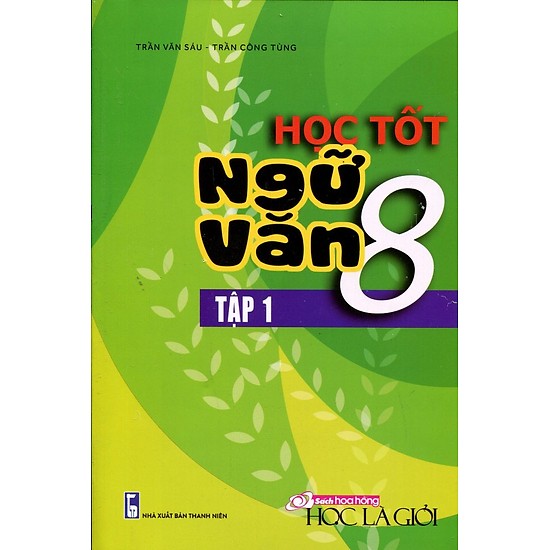 TRẦN VĂN SÁU - TRẦN CÔNG TÙNG
HỌC TỐT
Ngữ
Văn 8
TẬP 1
NHÀ XUẤT BẢN THANH NIÊN
Sách hoa hồng
HỌC LÀ GIỎI